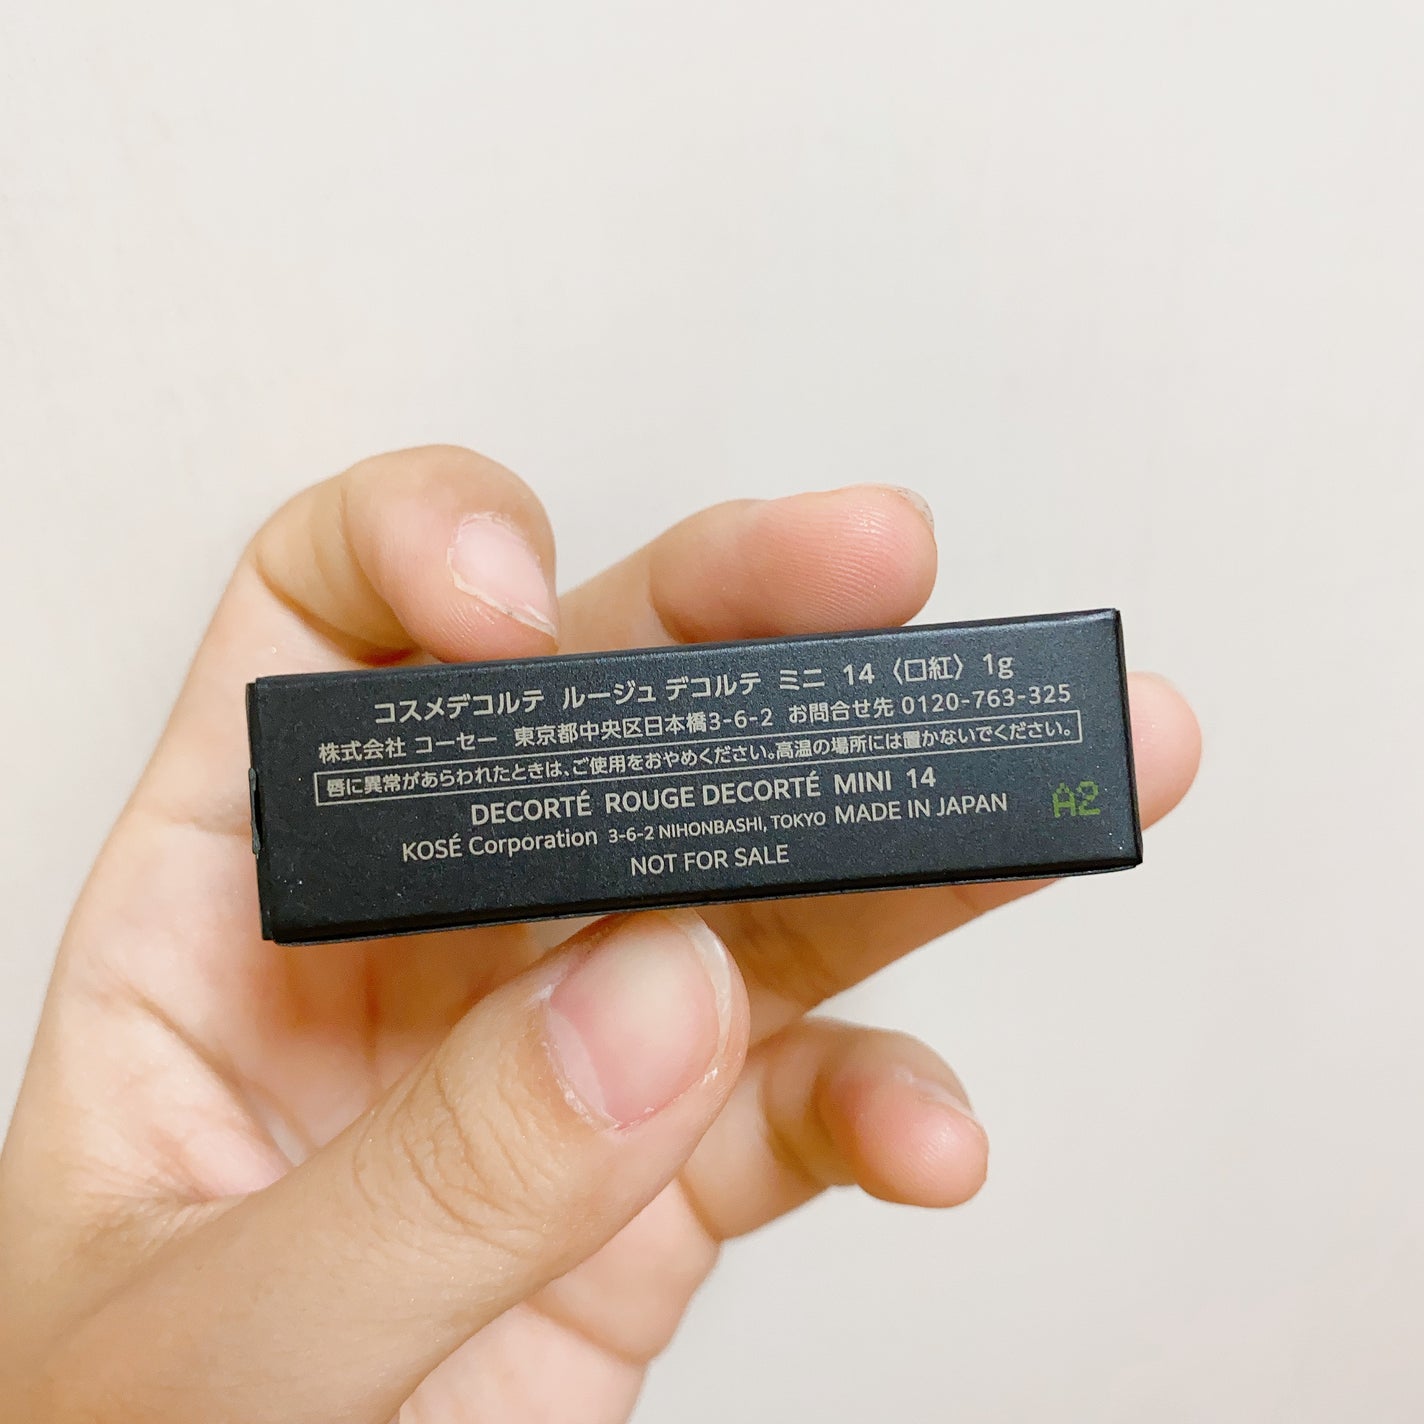 コスメデコルテ ルージュ デコルテ ミニ 14 〈口紅〉 1g
株式会社 コーセー 東京都中央区日本橋3-6-2 お問合せ先 0120-763-325
唇に異常があらわれたときは、ご使用をおやめください。高温の場所には置かないでください。
DECORTÉ ROUGE DECORTÉ MINI 14
KOSÉ Corporation 3-6-2 NIHONBASHI, TOKYO MADE IN JAPAN
NOT FOR SALE
A2